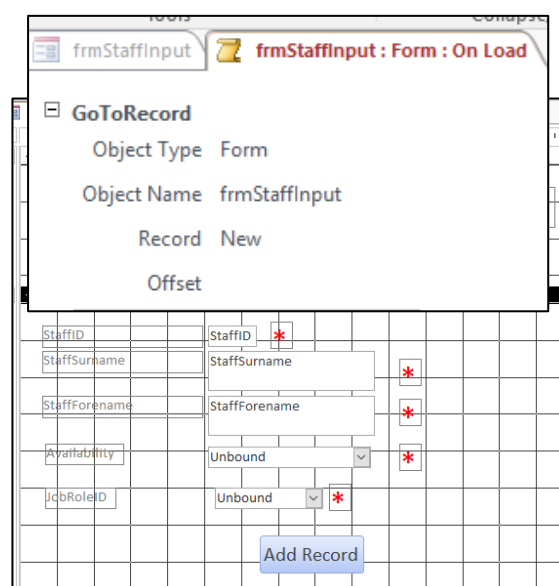 frmStaffInput frmStaffInput : Form : On Load
GoToRecord
Object Type Form
Object Name frmStaffInput
Record New
Offset
StaffID StaffID *
StaffSurname StaffSurname *
StaffForename StaffForename *
Availability Unbound *
JobRoleID Unbound *
Add Record